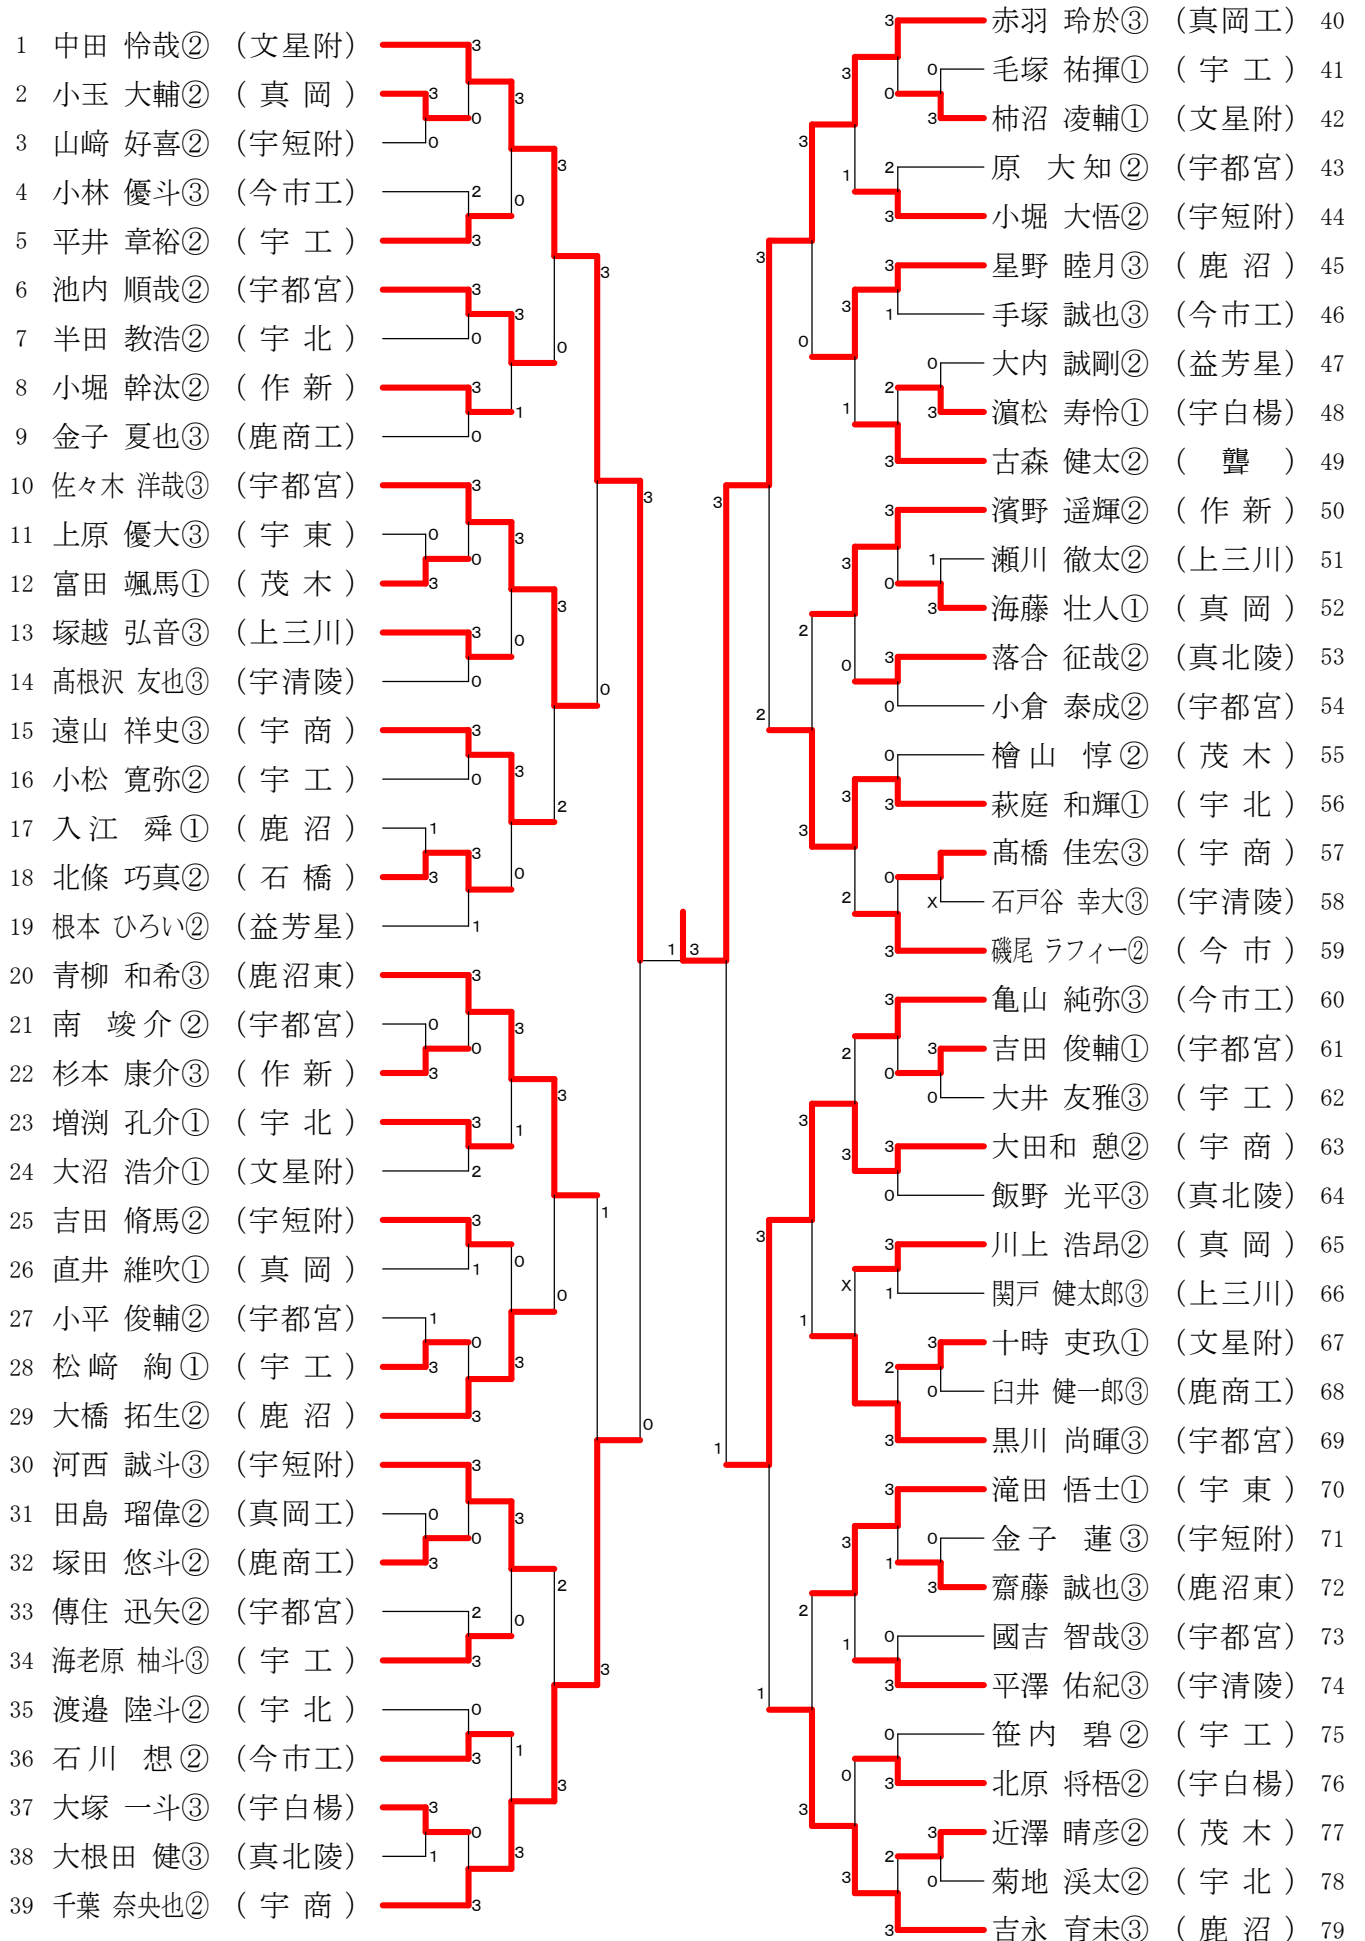 1 中田 怜哉② (文星附)
2 小玉 大輔② ( 真 岡 )
3 山﨑 好喜② (宇短附)
4 小林 優斗③ (今市工)
5 平井 章裕② ( 宇 工 )
6 池内 順哉② (宇都宮)
7 半田 教浩② ( 宇 北 )
8 小堀 幹汰② ( 作 新 )
9 金子 夏也③ (鹿商工)
10 佐々木 洋哉③ (宇都宮)
11 上原 優大③ ( 宇 東 )
12 富田 颯馬① ( 茂 木 )
13 塚越 弘音③ (上三川)
14 髙根沢 友也③ (宇清陵)
15 遠山 祥史③ ( 宇 商 )
16 小松 寛弥② ( 宇 工 )
17 入江 舜① ( 鹿 沼 )
18 北條 巧真② ( 石 橋 )
19 根本 ひろい② (益芳星)
20 青柳 和希③ (鹿沼東)
21 南 竣介② (宇都宮)
22 杉本 康介③ ( 作 新 )
23 増渕 孔介① ( 宇 北 )
24 大沼 浩介① (文星附)
25 吉田 脩馬② (宇短附)
26 直井 維吹① ( 真 岡 )
27 小平 俊輔② (宇都宮)
28 松﨑 絢① ( 宇 工 )
29 大橋 拓生② ( 鹿 沼 )
30 河西 誠斗③ (宇短附)
31 田島 瑠偉② (真岡工)
32 塚田 悠斗② (鹿商工)
33 傳住 迅矢② (宇都宮)
34 海老原 柚斗③ ( 宇 工 )
35 渡邉 陸斗② ( 宇 北 )
36 石川 想② (今市工)
37 大塚 一斗③ (宇白楊)
38 大根田 健③ (真北陵)
39 千葉 奈央也② ( 宇 商 )
赤羽 玲於③ (真岡工) 40
毛塚 祐揮① ( 宇 工 ) 41
柿沼 凌輔① (文星附) 42
原 大知② (宇都宮) 43
小堀 大悟② (宇短附) 44
星野 睦月③ ( 鹿 沼 ) 45
手塚 誠也③ (今市工) 46
大内 誠剛② (益芳星) 47
濵松 寿怜① (宇白楊) 48
古森 健太② ( 聾 ) 49
濱野 遥輝② ( 作 新 ) 50
瀬川 徹太② (上三川) 51
海藤 壮人① ( 真 岡 ) 52
落合 征哉② (真北陵) 53
小倉 泰成② (宇都宮) 54
檜山 惇② ( 茂 木 ) 55
萩庭 和輝① ( 宇 北 ) 56
髙橋 佳宏③ ( 宇 商 ) 57
石戸谷 幸大③ (宇清陵) 58
磯尾 ラフィー② ( 今 市 ) 59
亀山 純弥③ (今市工) 60
吉田 俊輔① (宇都宮) 61
大井 友雅③ ( 宇 工 ) 62
大田和 憩② ( 宇 商 ) 63
飯野 光平③ (真北陵) 64
川上 浩昂② ( 真 岡 ) 65
関戸 健太郎③ (上三川) 66
十時 吏玖① (文星附) 67
臼井 健一郎③ (鹿商工) 68
黒川 尚暉③ (宇都宮) 69
滝田 悟士① ( 宇 東 ) 70
金子 蓮③ (宇短附) 71
齋藤 誠也③ (鹿沼東) 72
國吉 智哉③ (宇都宮) 73
平澤 佑紀③ (宇清陵) 74
笹内 碧② ( 宇 工 ) 75
北原 将梧② (宇白楊) 76
近澤 晴彦② ( 茂 木 ) 77
菊地 渓太② ( 宇 北 ) 78
吉永 育未③ ( 鹿 沼 ) 79